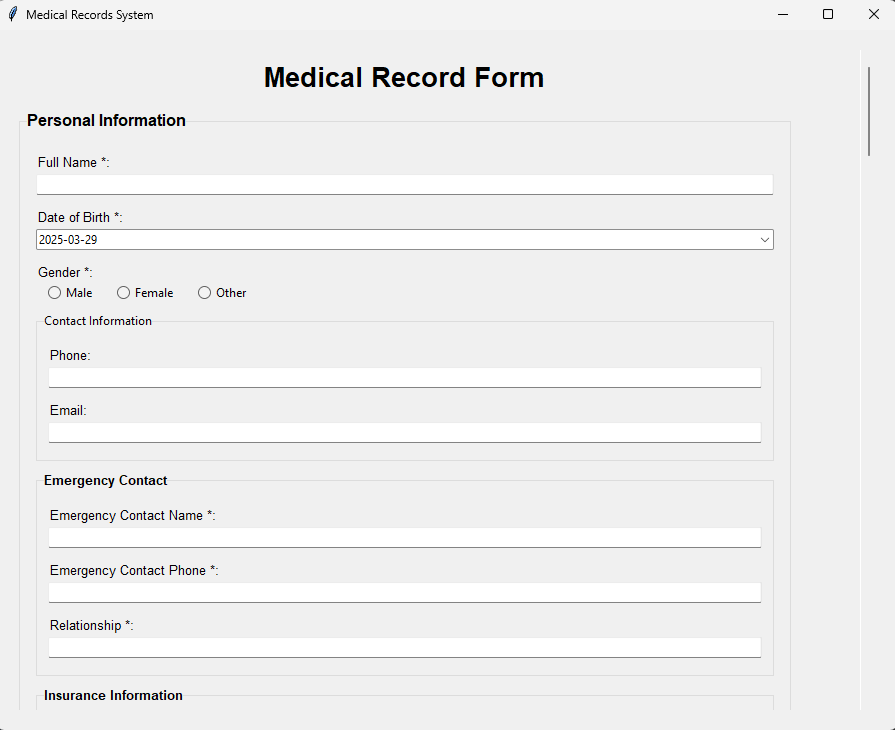 Medical Records System
Medical Record Form
Personal Information
Full Name *:
Date of Birth *:
2025-03-29
Gender *:
Male Female Other
Contact Information
Phone:
Email:
Emergency Contact
Emergency Contact Name *:
Emergency Contact Phone *:
Relationship *:
Insurance Information